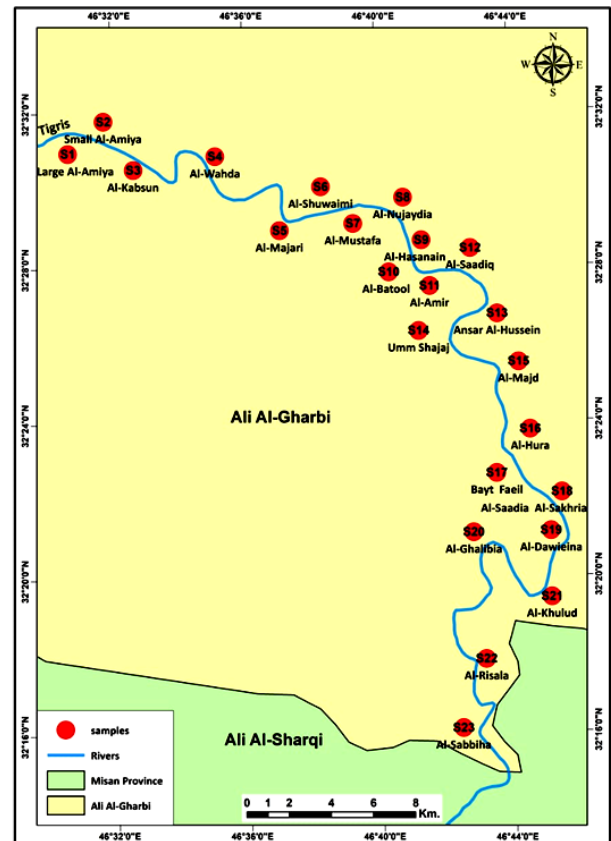 46°32'0"E 46°36'0"E 46°40'0"E 46°44'0"E
N
W E
S
32°32'0"N 32°32'0"N
Tigris
S2
Small Al-Amiya
S1
Large Al-Amiya
S3
Al-Kabsun
S4
Al-Wahda
S6
Al-Shuwaimi
S8
Al-Nujaydia
S5
Al-Majari
S7
Al-Mustafa
S9
Al-Hasanain
S12
Al-Saadiq
32°28'0"N 32°28'0"N
S10
Al-Batool
S11
Al-Amir
S13
Ansar Al-Hussein
S14
Umm Shajaj
S15
Al-Majd
32°24'0"N 32°24'0"N
Ali Al-Gharbi
S16
Al-Hura
S17
Bayt Faeil
Al-Saadia
S18
Al-Sakhria
S20
Al-Ghalibia
S19
Al-Dawieina
32°20'0"N 32°20'0"N
S21
Al-Khulud
S22
Al-Risala
S23
Al-Sabbiha
32°16'0"N 32°16'0"N
Ali Al-Sharqi
samples
Rivers
Misan Province
Ali Al-Gharbi
0 1 2 4 6 8
Km.
46°32'0"E 46°36'0"E 46°40'0"E 46°44'0"E